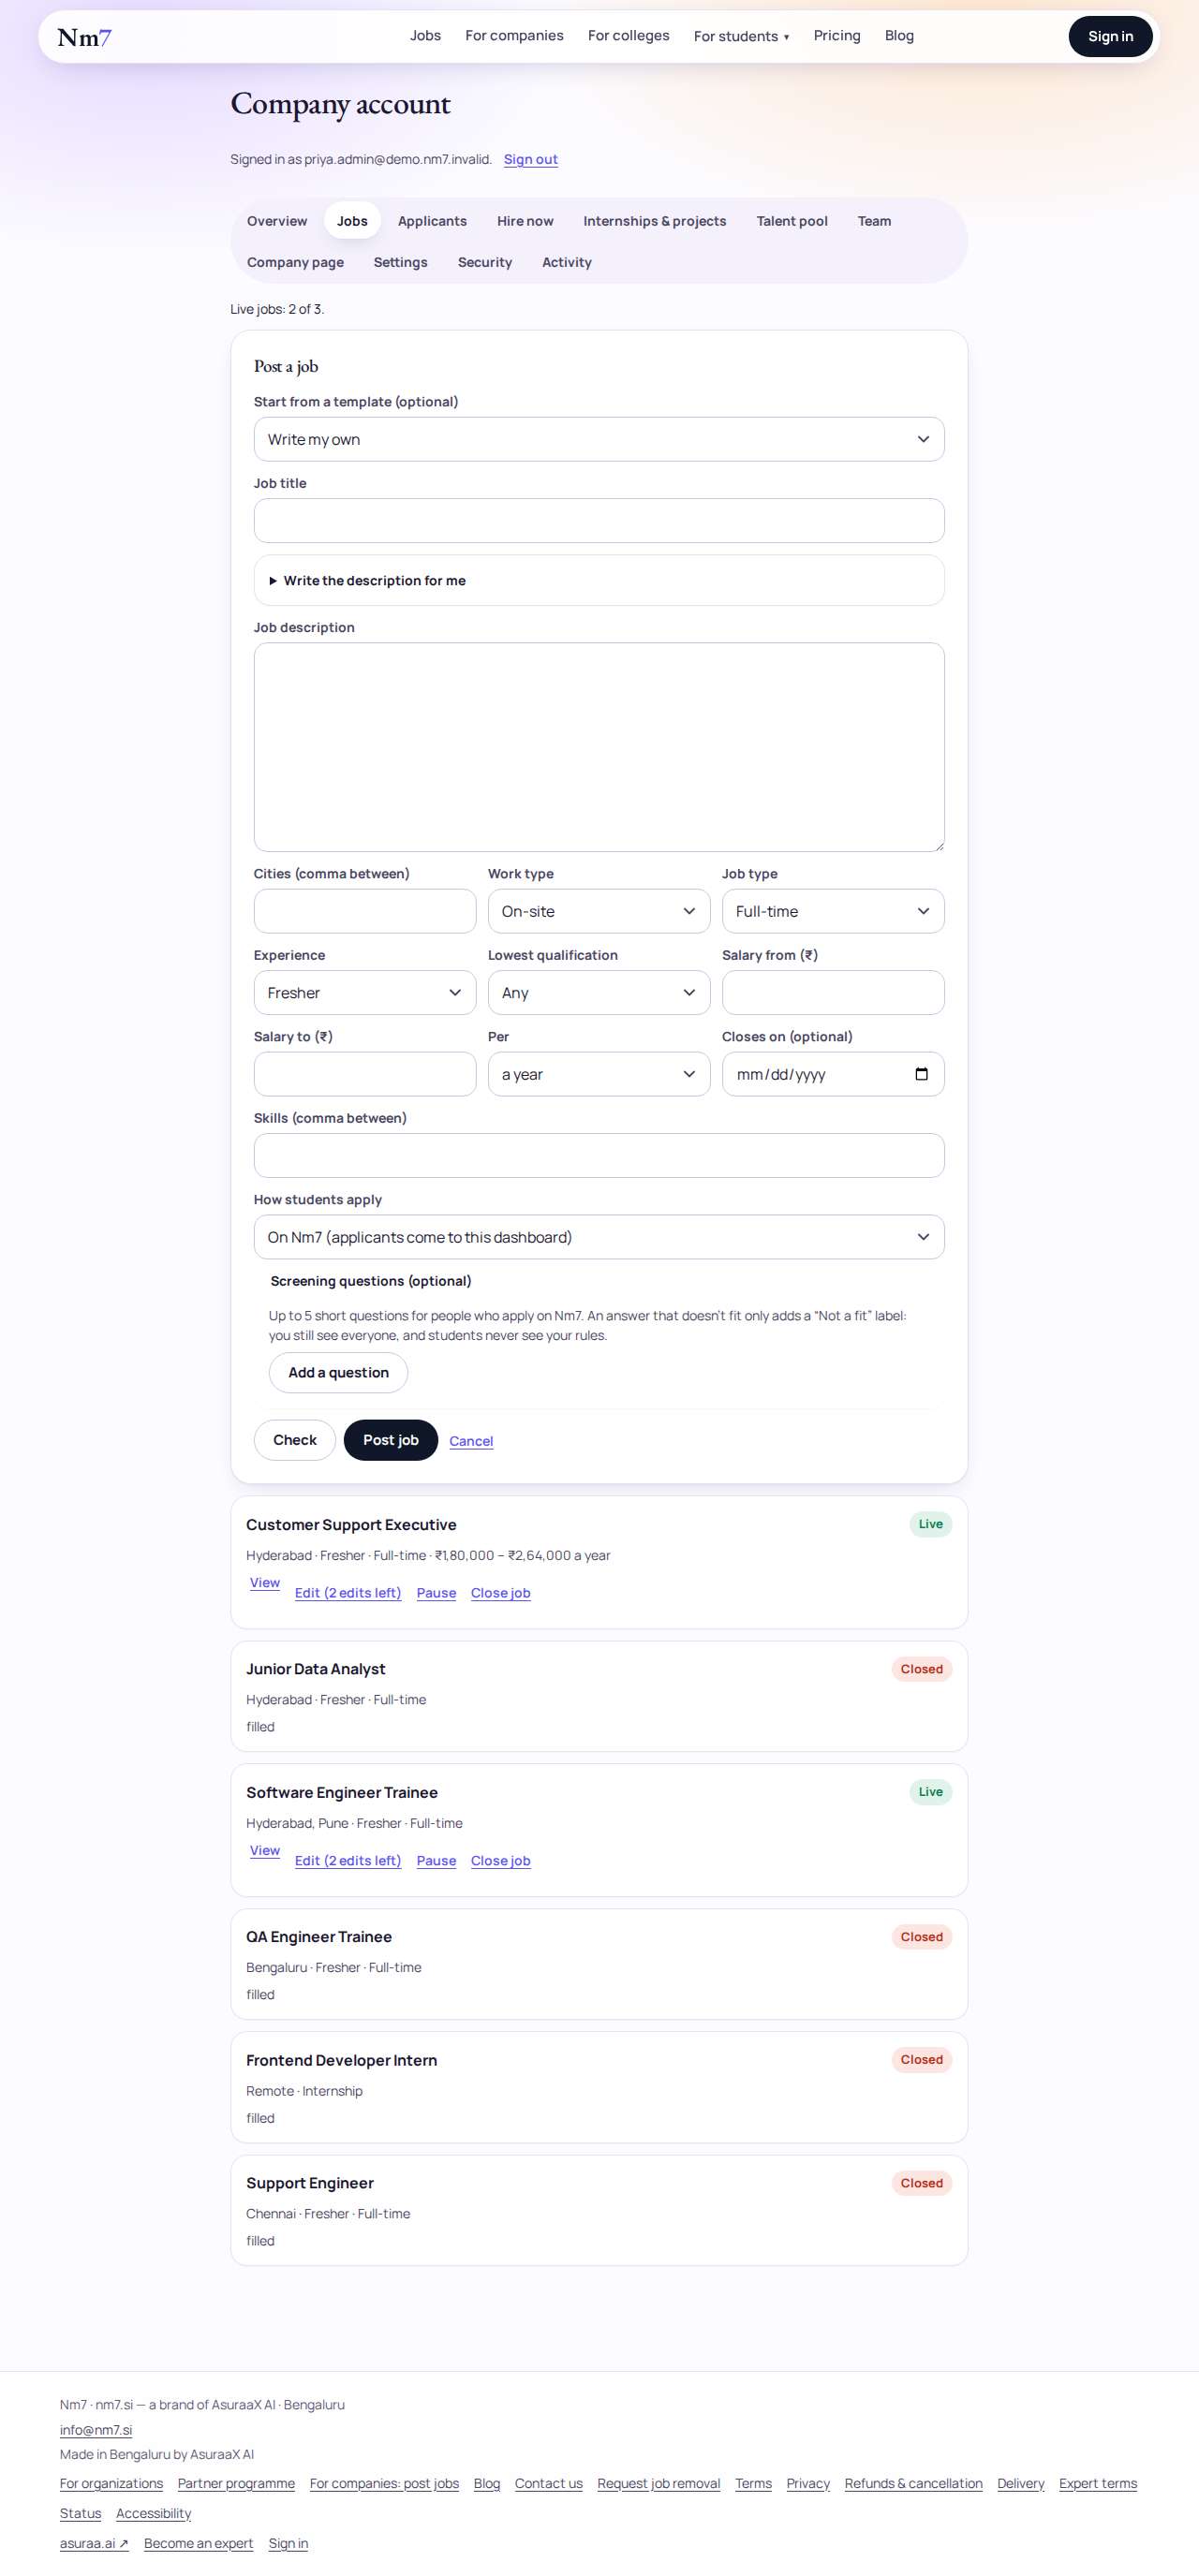 Nm7
Jobs
For companies
For colleges
For students ▾
Pricing
Blog
Sign in
Company account
Signed in as priya.admin@demo.nm7.invalid. Sign out
Overview
Jobs
Applicants
Hire now
Internships & projects
Talent pool
Team
Company page
Settings
Security
Activity
Live jobs: 2 of 3.
Post a job
Start from a template (optional)
Write my own
Job title
▶ Write the description for me
Job description
Cities (comma between)
Work type
Job type
On-site
Full-time
Experience
Lowest qualification
Salary from (₹)
Fresher
Any
Salary to (₹)
Per
Closes on (optional)
a year
mm/dd/yyyy
Skills (comma between)
How students apply
On Nm7 (applicants come to this dashboard)
Screening questions (optional)
Up to 5 short questions for people who apply on Nm7. An answer that doesn't fit only adds a “Not a fit” label:
you still see everyone, and students never see your rules.
Add a question
Check
Post job
Cancel
Customer Support Executive
Live
Hyderabad · Fresher · Full-time · ₹1,80,000 – ₹2,64,000 a year
View
Edit (2 edits left)
Pause
Close job
Junior Data Analyst
Closed
Hyderabad · Fresher · Full-time
filled
Software Engineer Trainee
Live
Hyderabad, Pune · Fresher · Full-time
View
Edit (2 edits left)
Pause
Close job
QA Engineer Trainee
Closed
Bengaluru · Fresher · Full-time
filled
Frontend Developer Intern
Closed
Remote · Internship
filled
Support Engineer
Closed
Chennai · Fresher · Full-time
filled
Nm7 · nm7.si — a brand of AsuraaX AI · Bengaluru
info@nm7.si
Made in Bengaluru by AsuraaX AI
For organizations
Partner programme
For companies: post jobs
Blog
Contact us
Request job removal
Terms
Privacy
Refunds & cancellation
Delivery
Expert terms
Status
Accessibility
asuraa.ai ↗
Become an expert
Sign in